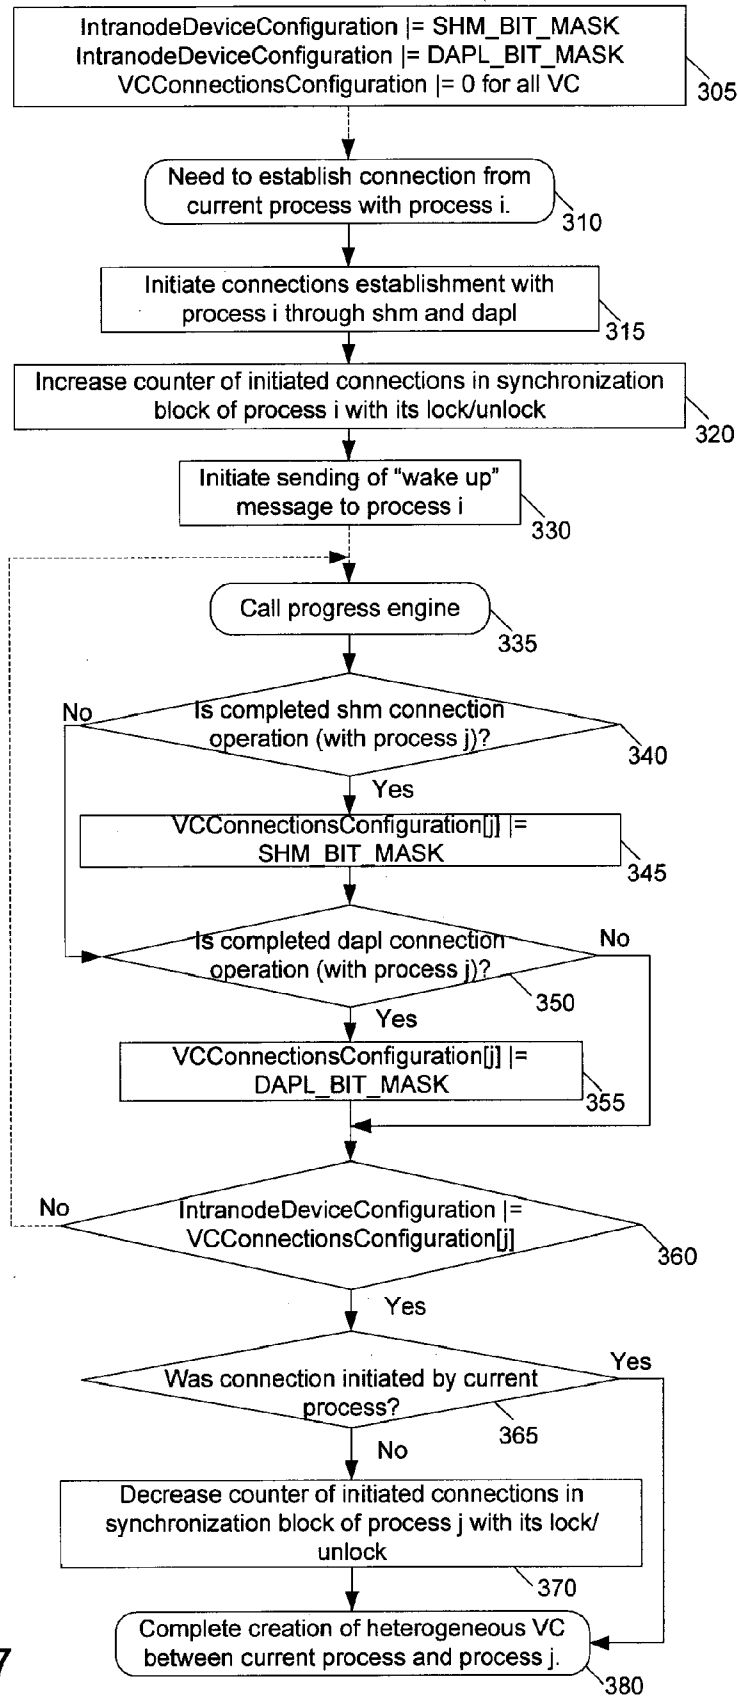 IntranodeDeviceConfiguration |= SHM_BIT_MASK
IntranodeDeviceConfiguration |= DAPL_BIT_MASK
VCConnectionsConfiguration |= 0 for all VC
305
Need to establish connection from
current process with process i.
310
Initiate connections establishment with
process i through shm and dapl
315
Increase counter of initiated connections in synchronization
block of process i with its lock/unlock
320
Initiate sending of “wake up”
message to process i
330
Call progress engine
335
No
Is completed shm connection
operation (with process j)?
340
Yes
VCConnectionsConfiguration[j] |=
SHM_BIT_MASK
345
Is completed dapl connection
operation (with process j)?
No
350
Yes
VCConnectionsConfiguration[j] |=
DAPL_BIT_MASK
355
No
IntranodeDeviceConfiguration |=
VCConnectionsConfiguration[j]
360
Yes
Was connection initiated by current
process?
Yes
365
No
Decrease counter of initiated connections in
synchronization block of process j with its lock/
unlock
370
Complete creation of heterogeneous VC
between current process and process j.
380
7